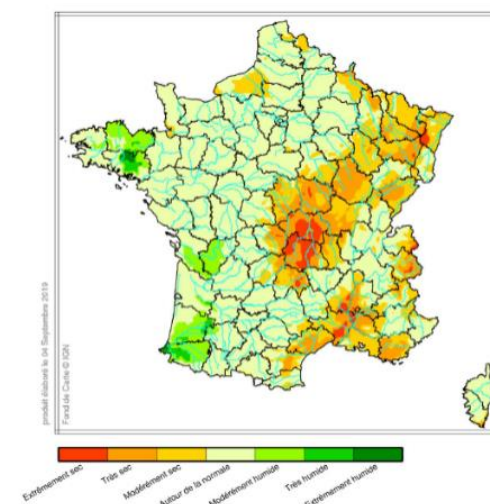 produit élaboré le 04 Septembre 2019
Fond de Carte © IGN
Extrêmement sec
Très sec
Modérément sec
Autour de la normale
Modérément humide
Très humide
Extrêmement humide